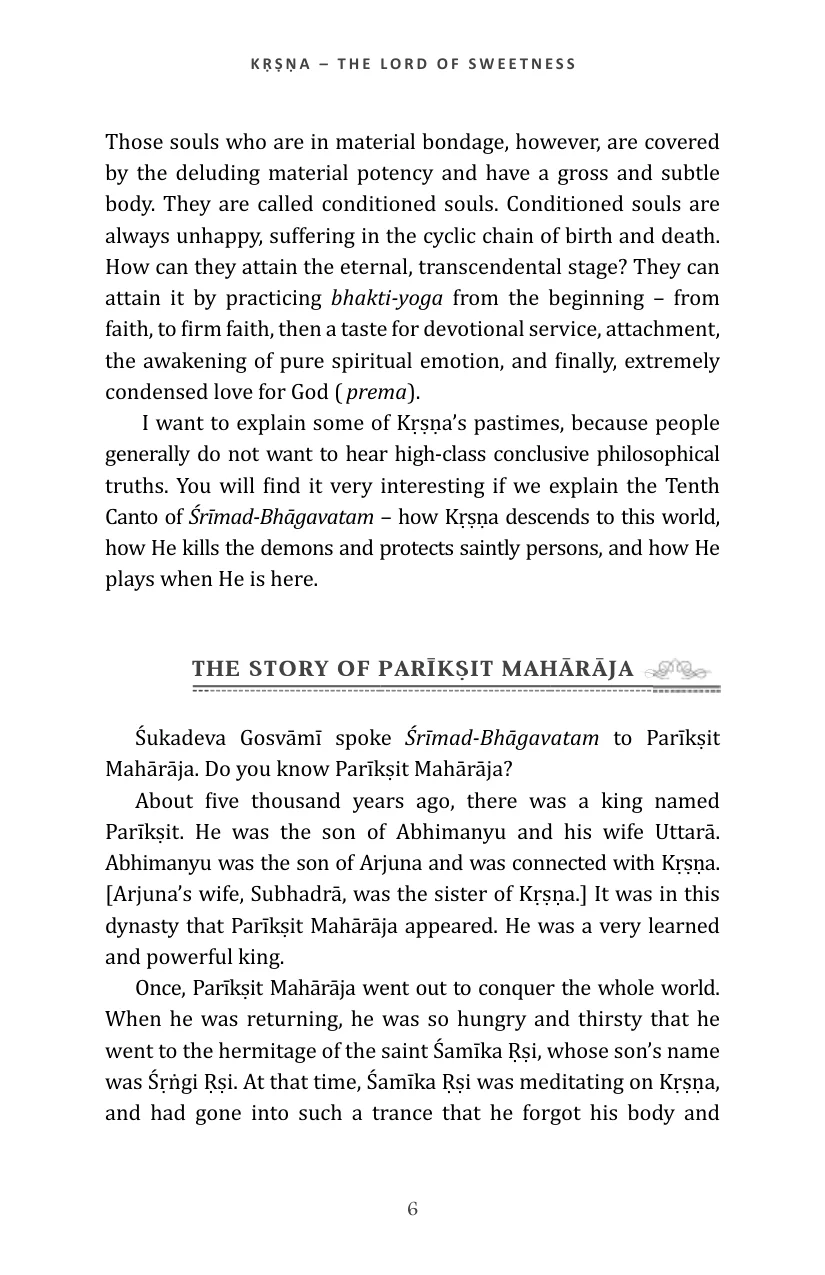 KṚṢṆA – THE LORD OF SWEETNESS
Those souls who are in material bondage, however, are covered
by the deluding material potency and have a gross and subtle
body. They are called conditioned souls. Conditioned souls are
always unhappy, suffering in the cyclic chain of birth and death.
How can they attain the eternal, transcendental stage? They can
attain it by practicing bhakti-yoga from the beginning – from
faith, to firm faith, then a taste for devotional service, attachment,
the awakening of pure spiritual emotion, and finally, extremely
condensed love for God (prema).
I want to explain some of Kṛṣṇa’s pastimes, because people
generally do not want to hear high-class conclusive philosophical
truths. You will find it very interesting if we explain the Tenth
Canto of Śrīmad-Bhāgavatam – how Kṛṣṇa descends to this world,
how He kills the demons and protects saintly persons, and how He
plays when He is here.
THE STORY OF PARĪKṢIT MAHĀRĀJA
Śukadeva Gosvāmī spoke Śrīmad-Bhāgavatam to Parīkṣit
Mahārāja. Do you know Parīkṣit Mahārāja?
About five thousand years ago, there was a king named
Parīkṣit. He was the son of Abhimanyu and his wife Uttarā.
Abhimanyu was the son of Arjuna and was connected with Kṛṣṇa.
[Arjuna’s wife, Subhadrā, was the sister of Kṛṣṇa.] It was in this
dynasty that Parīkṣit Mahārāja appeared. He was a very learned
and powerful king.
Once, Parīkṣit Mahārāja went out to conquer the whole world.
When he was returning, he was so hungry and thirsty that he
went to the hermitage of the saint Śamīka Ṛṣi, whose son’s name
was Śṛṅgi Ṛṣi. At that time, Śamīka Ṛṣi was meditating on Kṛṣṇa,
and had gone into such a trance that he forgot his body and
6